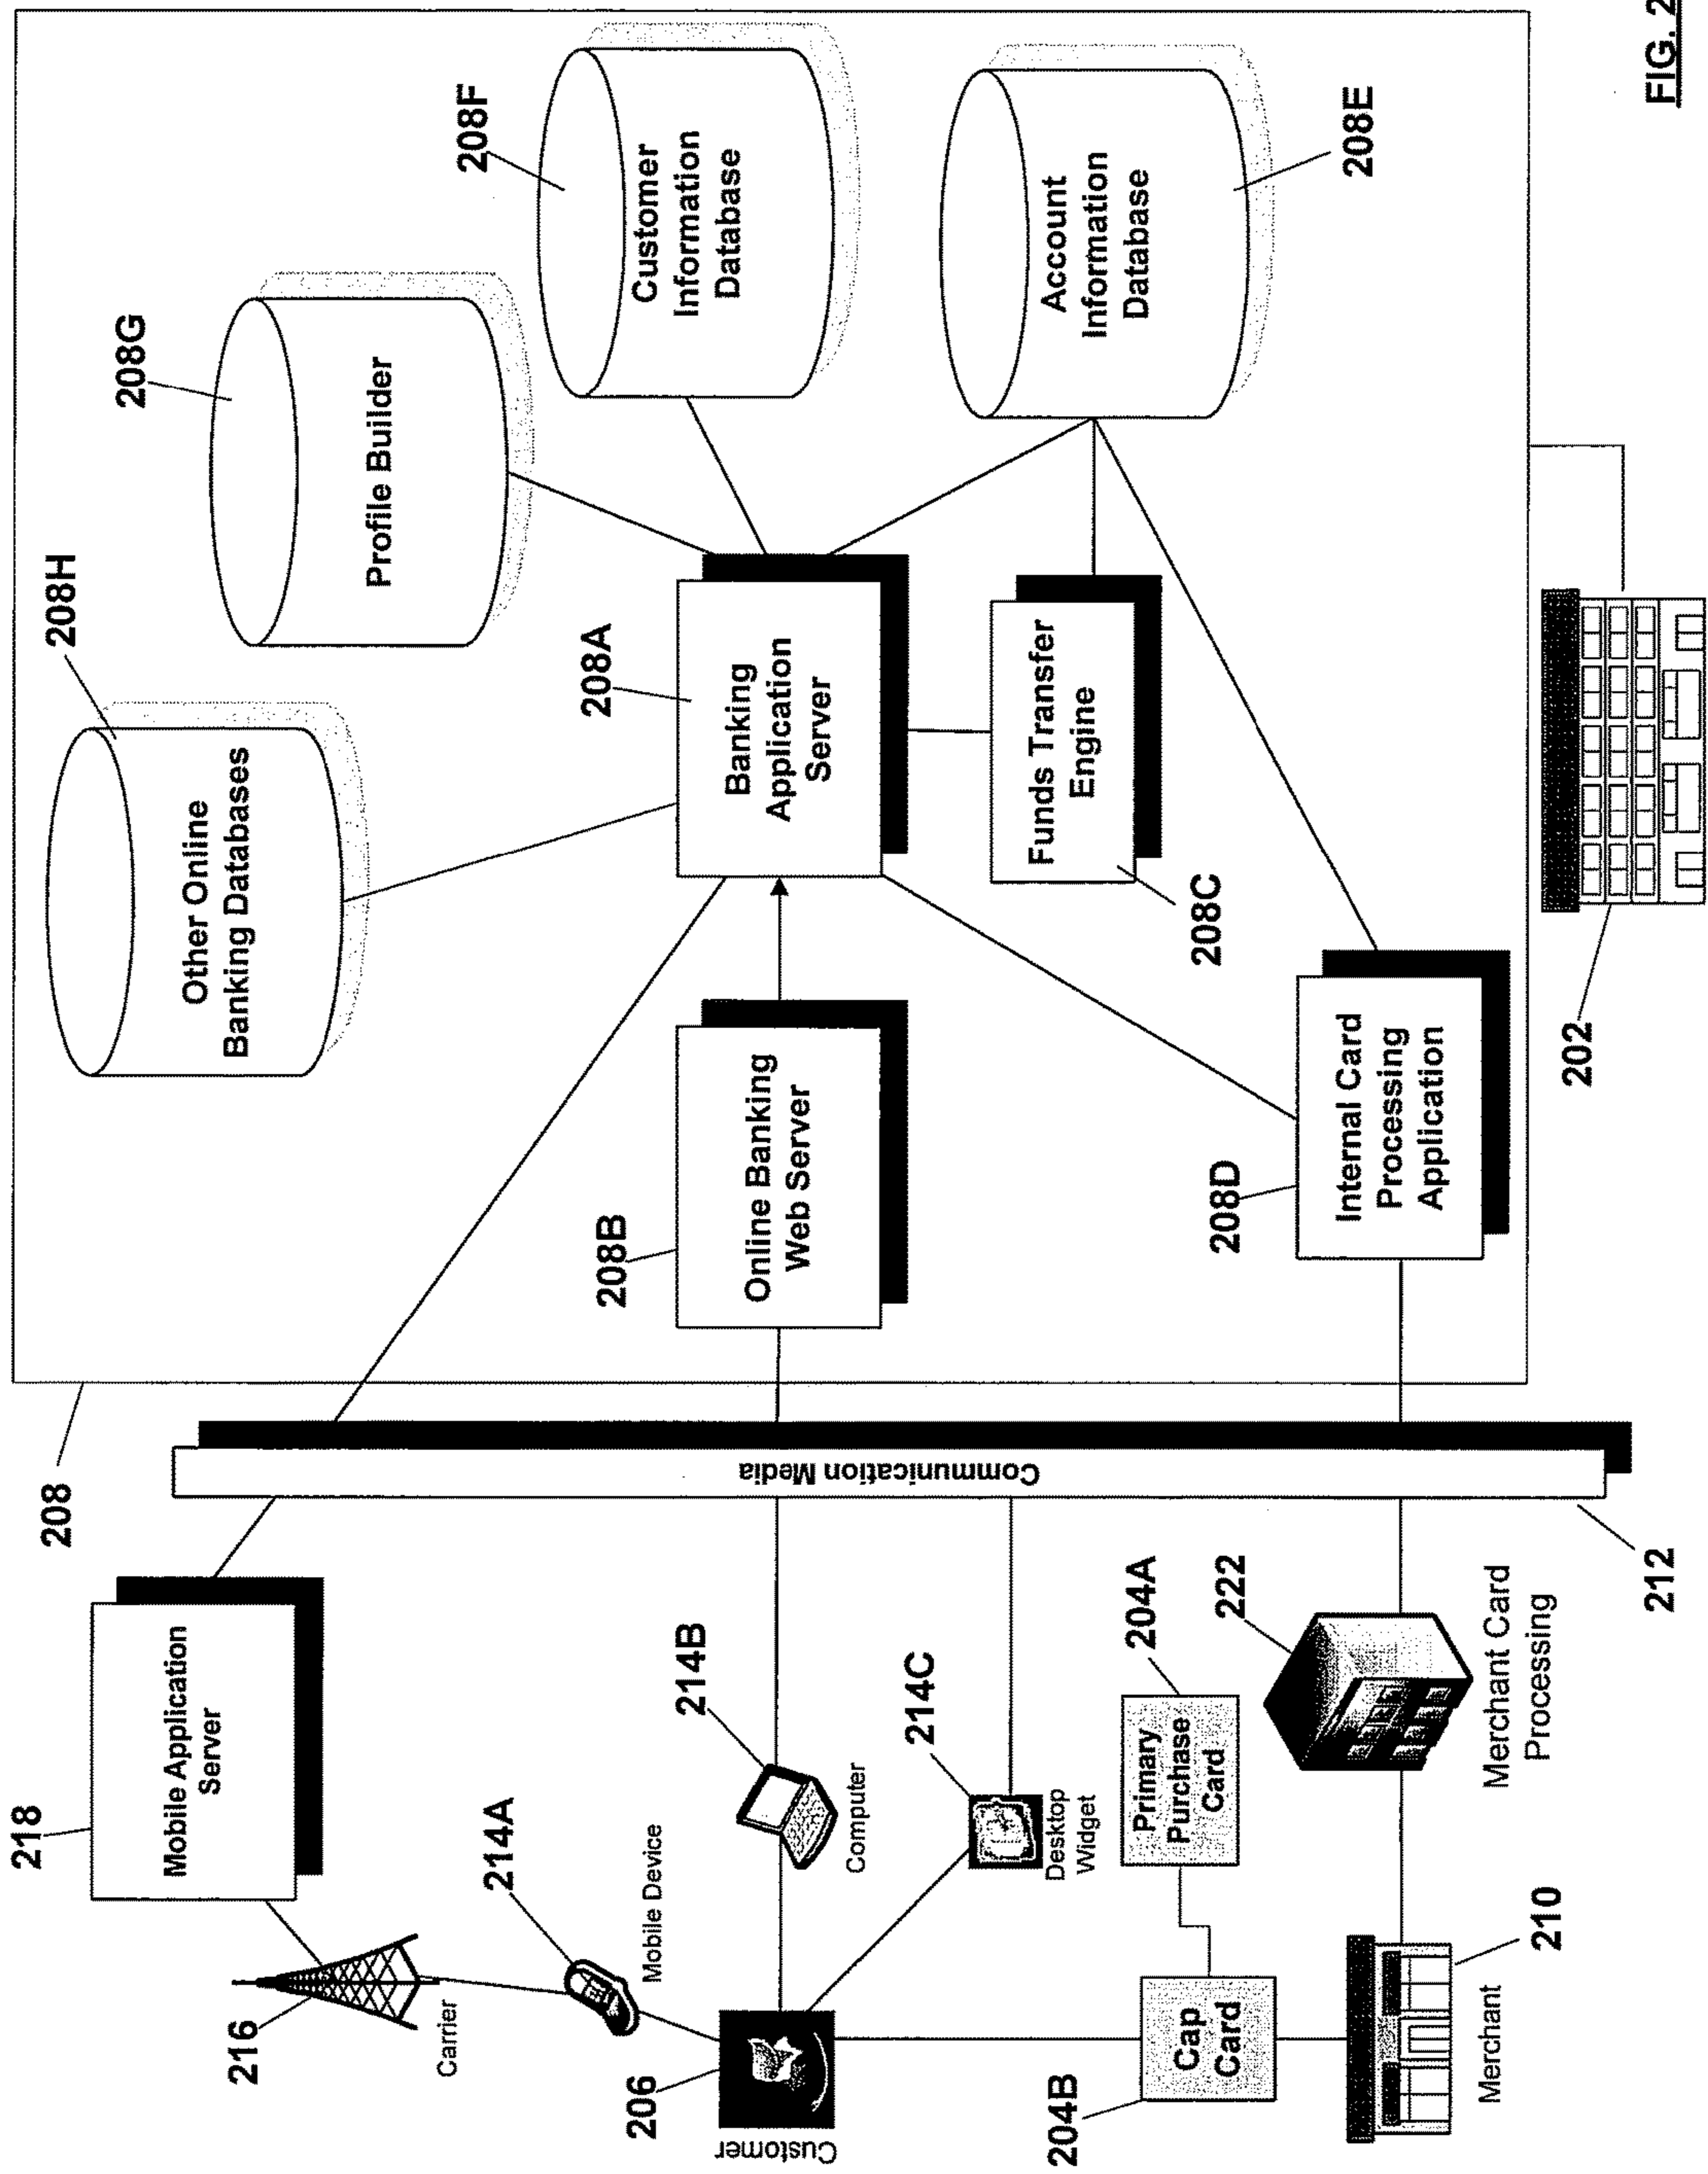 218
Mobile Application
Server
208
208H
Other Online
Banking Databases
208G
Profile Builder
216
Carrier
214A
Mobile Device
208F
Customer
Information
Database
206
Customer
214B
Computer
Communication Media
208B
Online Banking
Web Server
208A
Banking
Application
Server
214C
Desktop
Widget
208C
Funds Transfer
Engine
Account
Information
Database
208E
204B
Cap
Card
Primary
Purchase
Card
204A
222
208D
Internal Card
Processing
Application
Merchant
210
Merchant Card
Processing
212
202
FIG. 2